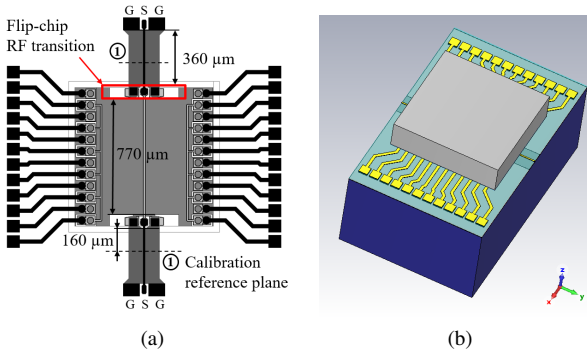 G S G
Flip-chip
RF transition
①
360 μm
770 μm
160 μm
① Calibration
reference plane
G S G
(a)
z
x
y
(b)